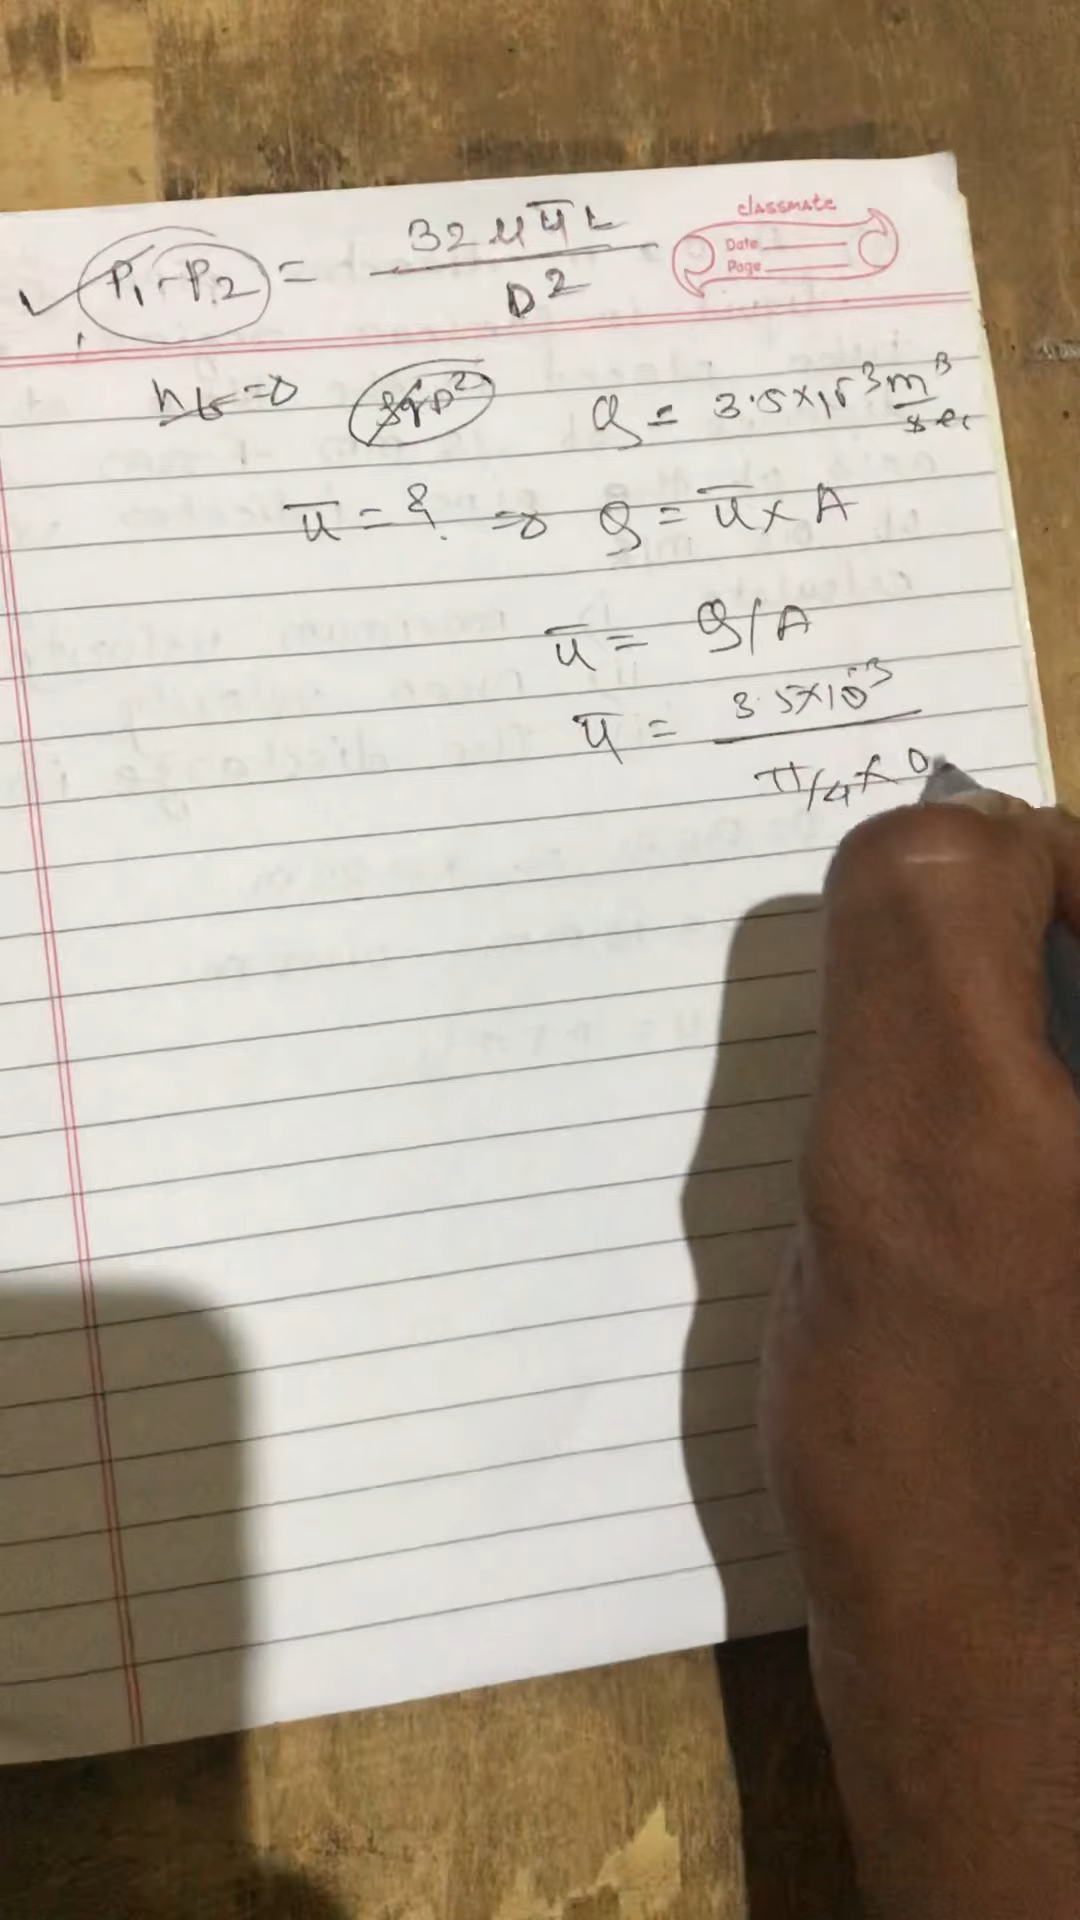 classmate
Date
Page
P₁-P₂ = 32μūL / D²
Q = 3.5×10⁻³ m³/sec
ū = ? ⇒ Q = ū × A
ū = Q/A
ū = 3.5×10⁻³ / π/4 × 0.